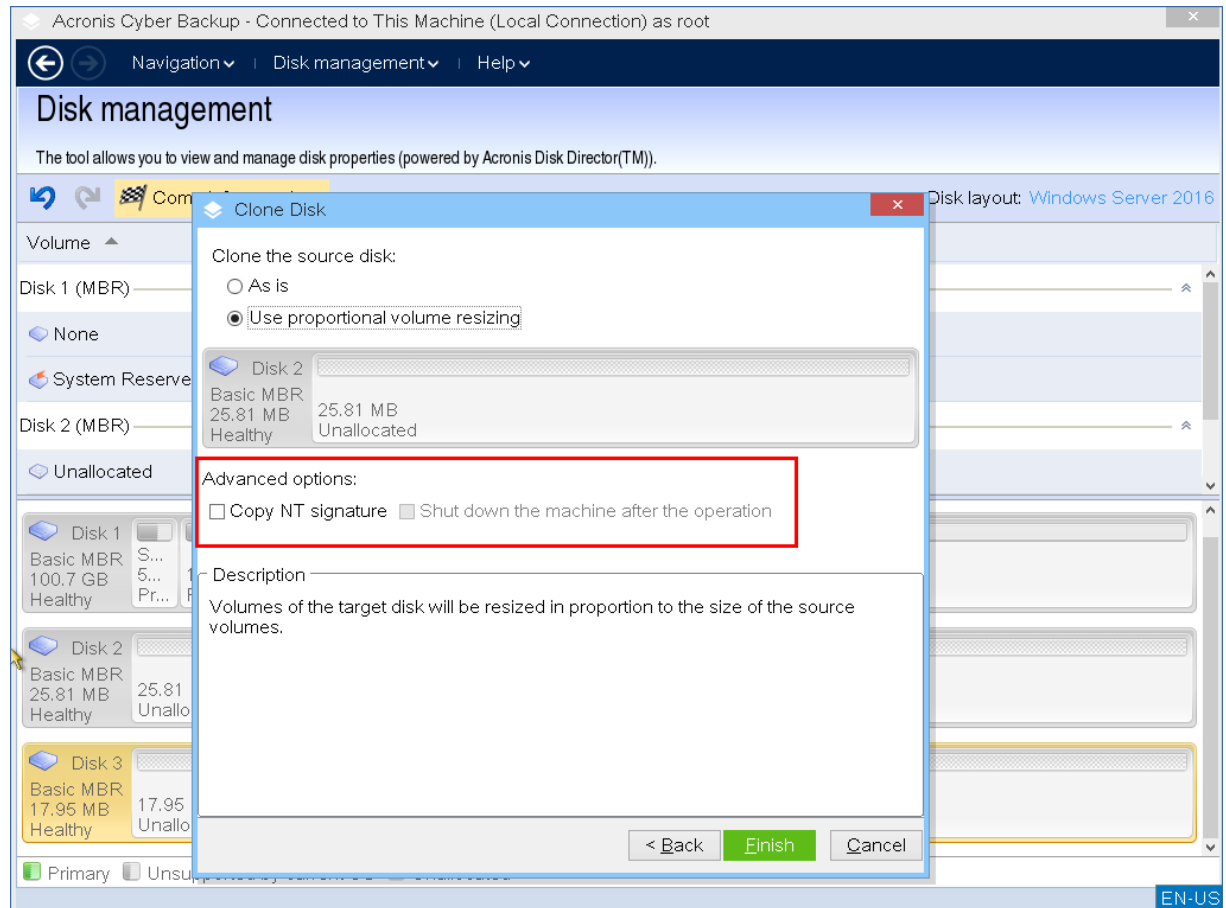 Acronis Cyber Backup - Connected to This Machine (Local Connection) as root
Navigation
Disk management
Help
Disk management
The tool allows you to view and manage disk properties (powered by Acronis Disk Director(TM)).
Disk layout: Windows Server 2016
Volume
Disk 1 (MBR)
None
System Reserve
Disk 2 (MBR)
Unallocated
Clone Disk
Clone the source disk:
As is
Use proportional volume resizing
Disk 2
Basic MBR
25.81 MB
Healthy
25.81 MB
Unallocated
Advanced options:
Copy NT signature
Shut down the machine after the operation
Description
Volumes of the target disk will be resized in proportion to the size of the source
volumes.
< Back
Finish
Cancel
Disk 1
Basic MBR
100.7 GB
Healthy
S...
5...
Pr...
Disk 2
Basic MBR
25.81 MB
Healthy
25.81
Unallo
Disk 3
Basic MBR
17.95 MB
Healthy
17.95
Unallo
Primary
EN-US